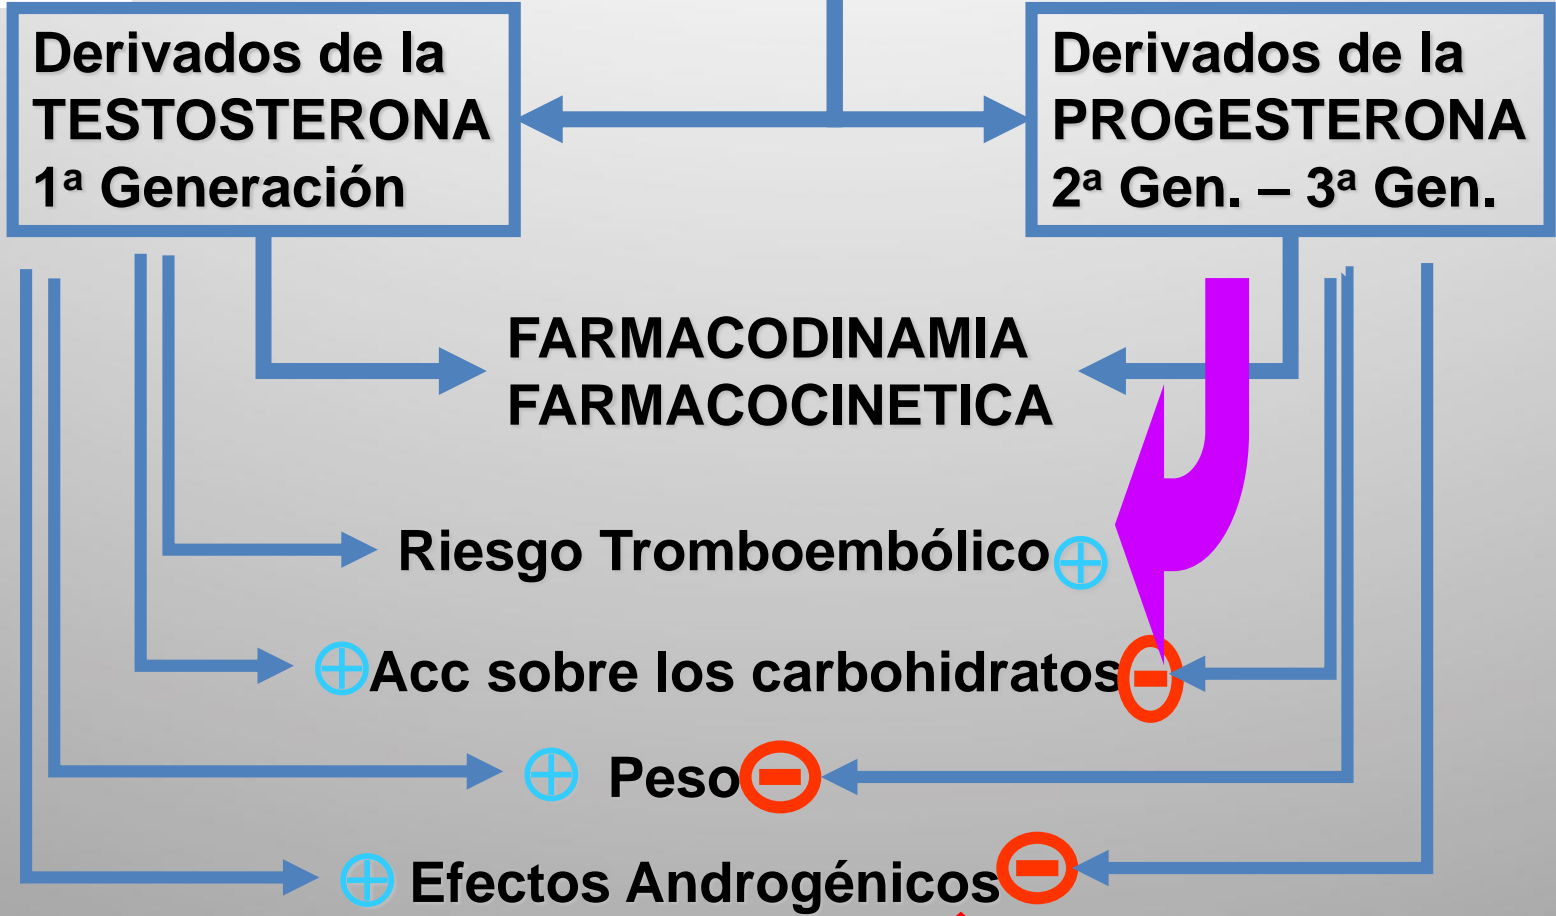 Derivados de la
TESTOSTERONA
1ª Generación
Derivados de la
PROGESTERONA
2ª Gen. – 3ª Gen.
FARMACODINAMIA
FARMACOCINETICA
Riesgo Tromboembólico
Acc sobre los carbohidratos
Peso
Efectos Androgénicos